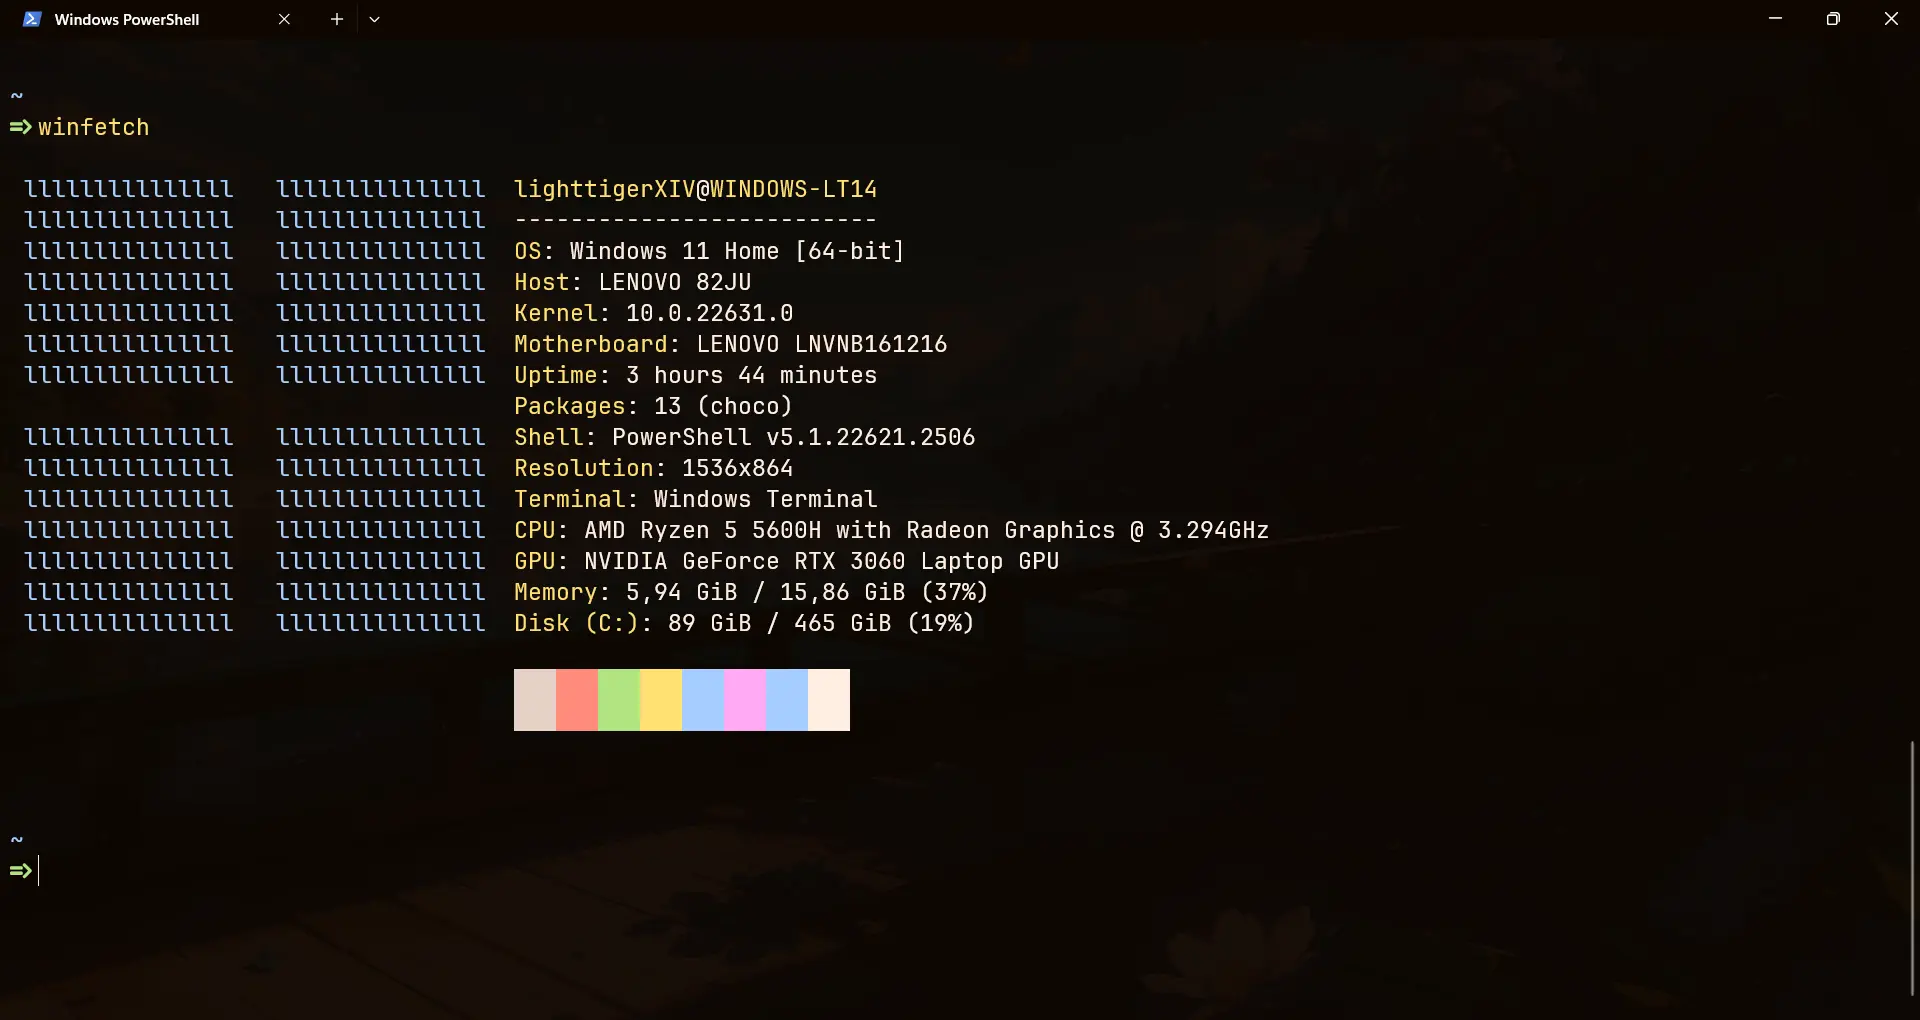 Windows PowerShell
~
=> winfetch
lllllllllllllll   lllllllllllllll  lighttigerXIV@WINDOWS-LT14
lllllllllllllll   lllllllllllllll  --------------------------
lllllllllllllll   lllllllllllllll  OS: Windows 11 Home [64-bit]
lllllllllllllll   lllllllllllllll  Host: LENOVO 82JU
lllllllllllllll   lllllllllllllll  Kernel: 10.0.22631.0
lllllllllllllll   lllllllllllllll  Motherboard: LENOVO LNVNB161216
lllllllllllllll   lllllllllllllll  Uptime: 3 hours 44 minutes
Packages: 13 (choco)
lllllllllllllll   lllllllllllllll  Shell: PowerShell v5.1.22621.2506
lllllllllllllll   lllllllllllllll  Resolution: 1536x864
lllllllllllllll   lllllllllllllll  Terminal: Windows Terminal
lllllllllllllll   lllllllllllllll  CPU: AMD Ryzen 5 5600H with Radeon Graphics @ 3.294GHz
lllllllllllllll   lllllllllllllll  GPU: NVIDIA GeForce RTX 3060 Laptop GPU
lllllllllllllll   lllllllllllllll  Memory: 5,94 GiB / 15,86 GiB (37%)
lllllllllllllll   lllllllllllllll  Disk (C:): 89 GiB / 465 GiB (19%)
~
=>